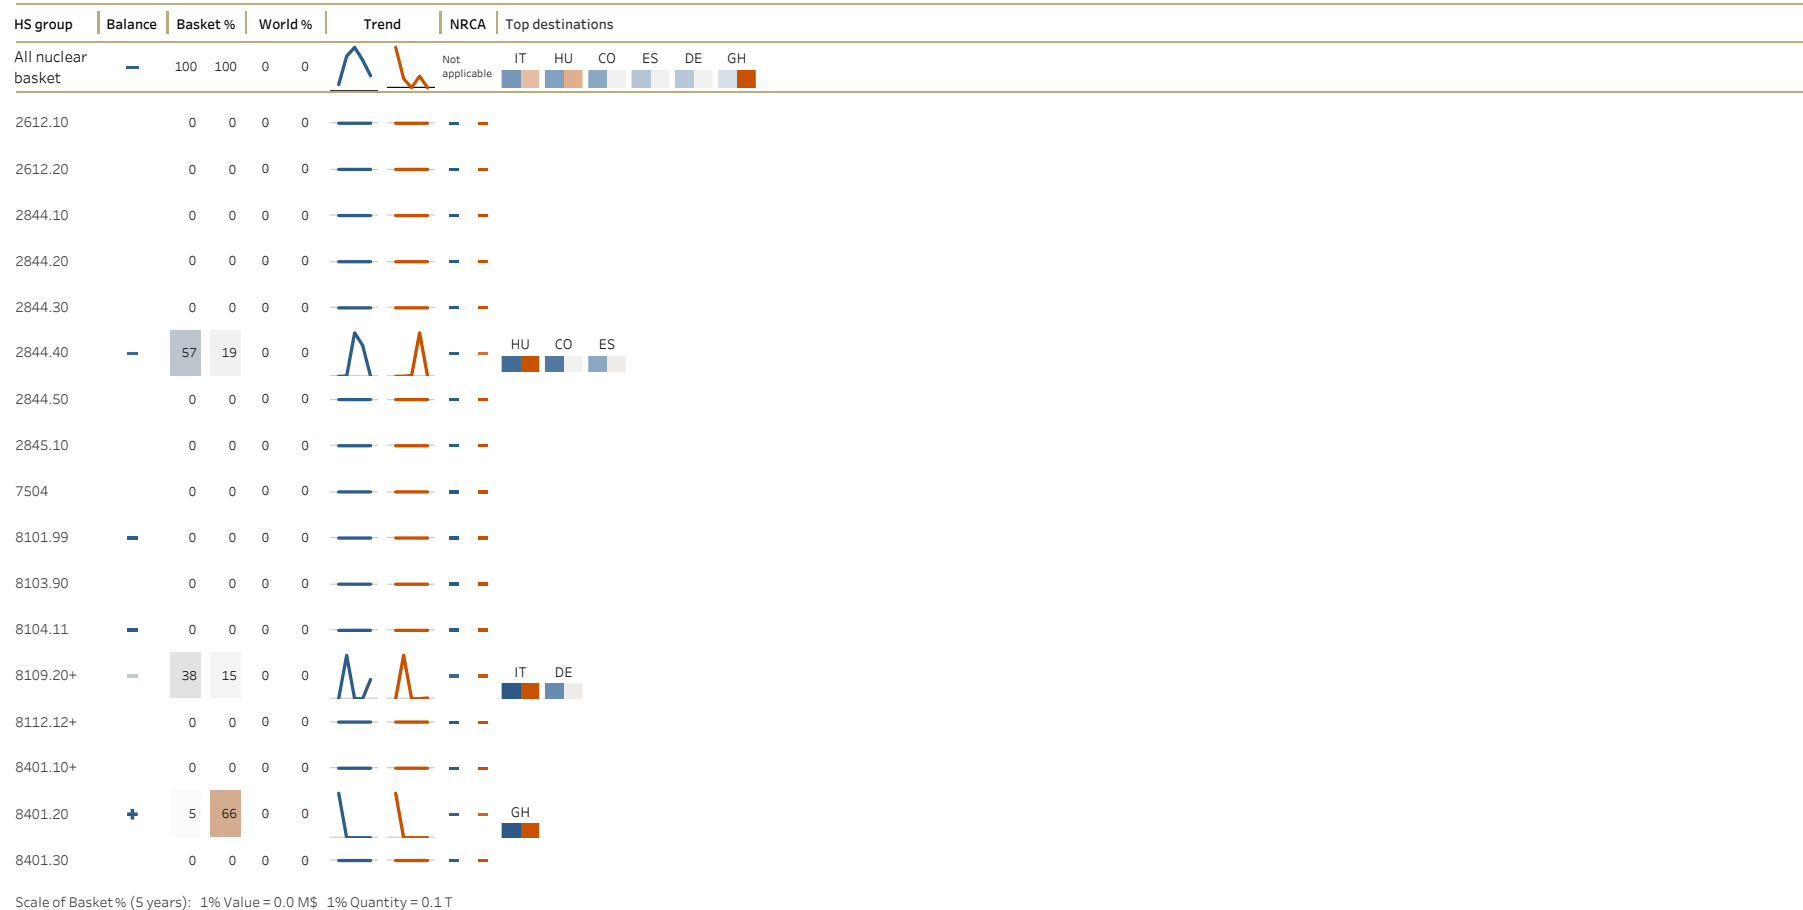 HS group Balance Basket % World % Trend NRCA Top destinations
All nuclear basket 100 100 0 0 Not applicable IT HU CO ES DE GH
2612.10 0 0 0 0
2612.20 0 0 0 0
2844.10 0 0 0 0
2844.20 0 0 0 0
2844.30 0 0 0 0
2844.40 57 19 0 0 HU CO ES
2844.50 0 0 0 0
2845.10 0 0 0 0
7504 0 0 0 0
8101.99 0 0 0 0
8103.90 0 0 0 0
8104.11 0 0 0 0
8109.20+ 38 15 0 0 IT DE
8112.12+ 0 0 0 0
8401.10+ 0 0 0 0
8401.20 5 66 0 0 GH
8401.30 0 0 0 0
Scale of Basket% (5 years): 1% Value = 0.0 M$ 1% Quantity = 0.1 T